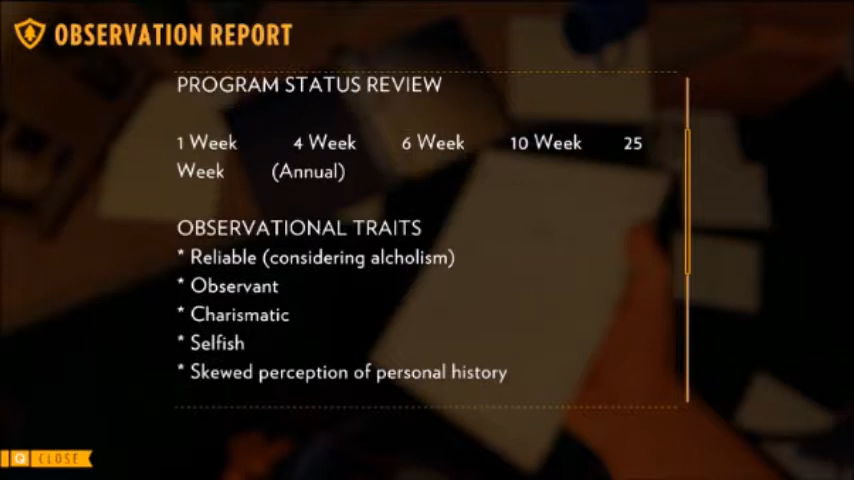 OBSERVATION REPORT
PROGRAM STATUS REVIEW
1 Week 4 Week 6 Week 10 Week 25
Week (Annual)
OBSERVATIONAL TRAITS
* Reliable (considering alcholism)
* Observant
* Charismatic
* Selfish
* Skewed perception of personal history
Q CLOSE